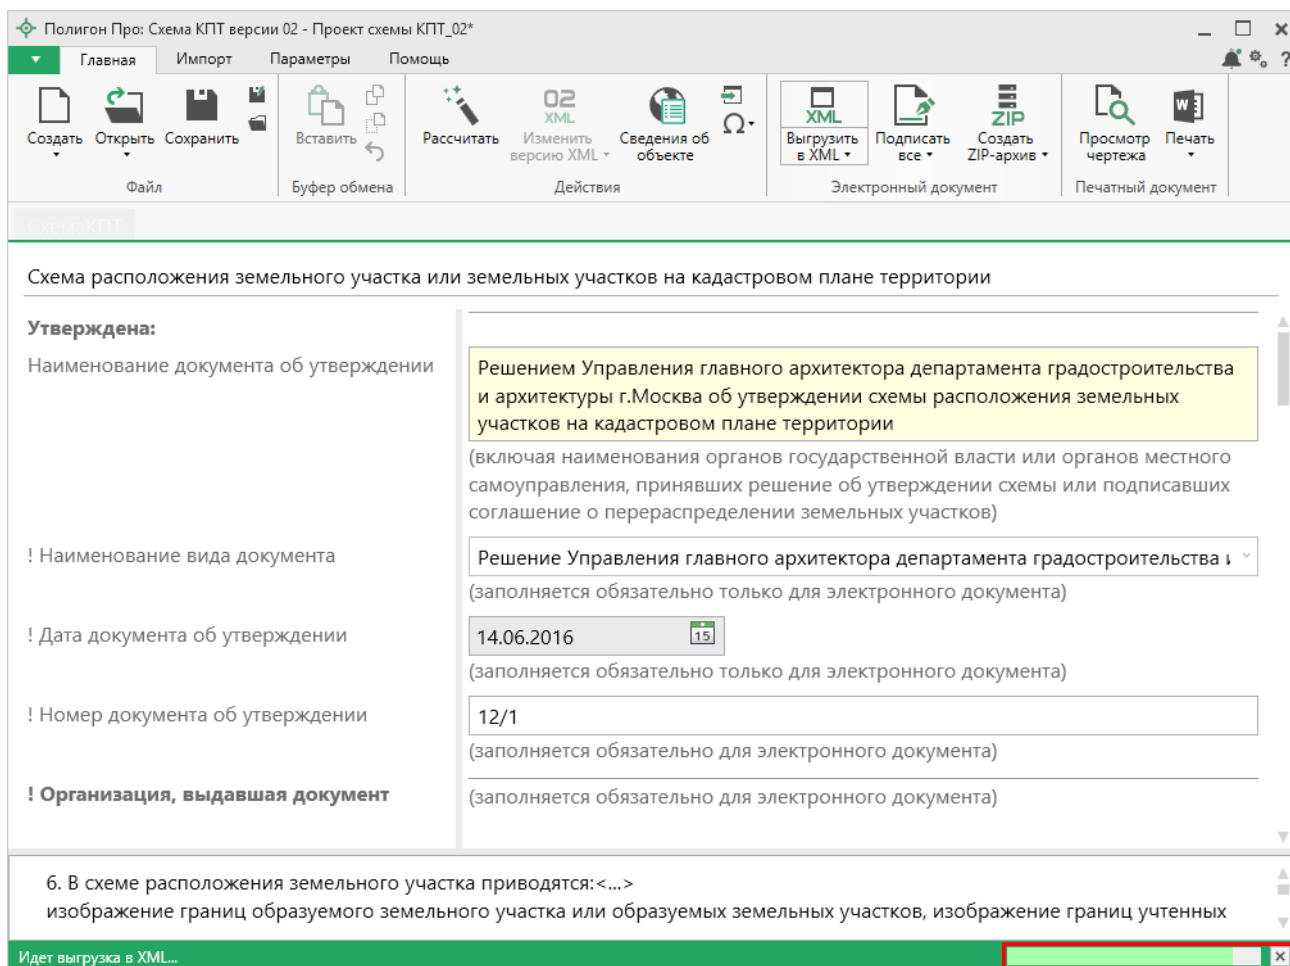 Полигон Про: Схема КПТ версии 02 - Проект схемы КПТ_02*
Главная Импорт Параметры Помощь
?
02
XML
XML
ZIP
W
Ω
Создать Открыть Сохранить Вставить Рассчитать Изменить версию XML Сведения об объекте Выгрузить в XML Подписать все Создать ZIP-архив Просмотр чертежа Печать
Файл Буфер обмена Действия Электронный документ Печатный документ
СхемаКПТ
Схема расположения земельного участка или земельных участков на кадастровом плане территории
Утверждена:
Наименование документа об утверждении
Решением Управления главного архитектора департамента градостроительства
и архитектуры г.Москва об утверждении схемы расположения земельных
участков на кадастровом плане территории
(включая наименования органов государственной власти или органов местного
самоуправления, принявших решение об утверждении схемы или подписавших
соглашение о перераспределении земельных участков)
! Наименование вида документа
Решение Управления главного архитектора департамента градостроительства
(заполняется обязательно только для электронного документа)
! Дата документа об утверждении
14.06.2016
15
(заполняется обязательно только для электронного документа)
! Номер документа об утверждении
12/1
(заполняется обязательно для электронного документа)
! Организация, выдавшая документ
(заполняется обязательно для электронного документа)
6. В схеме расположения земельного участка приводятся:<...>
изображение границ образуемого земельного участка или образуемых земельных участков, изображение границ учтенных
Идет выгрузка в XML...